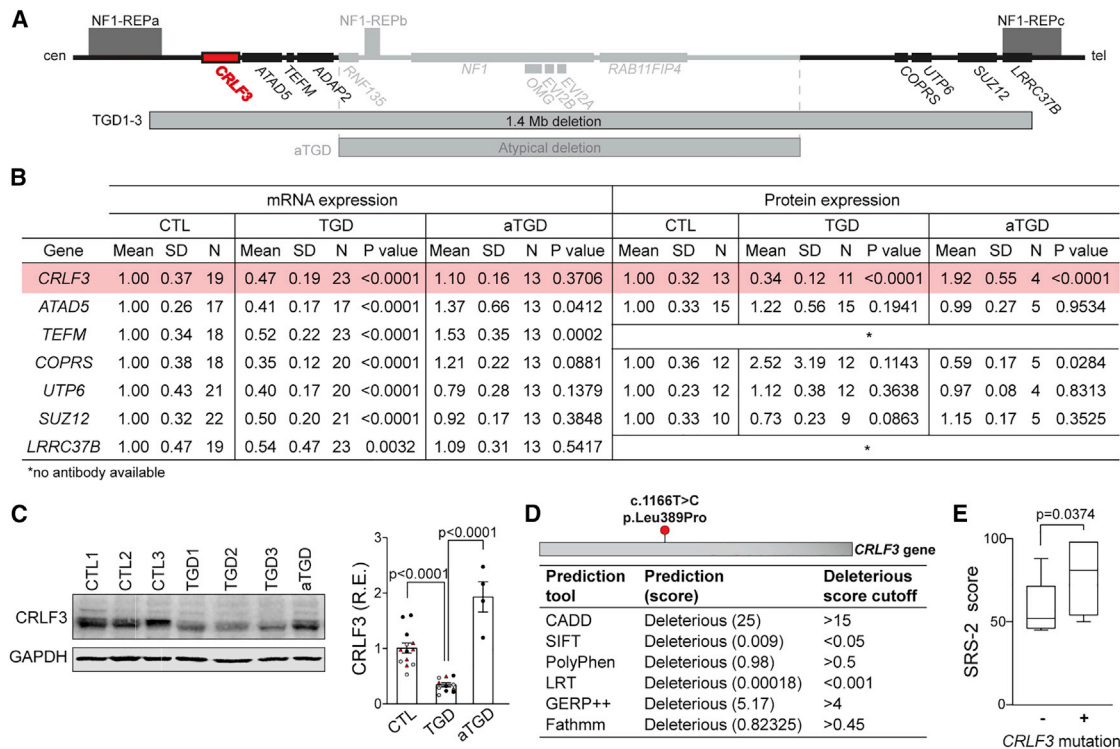 A
NF1-REPa NF1-REPb NF1-REPc
cen tel
CRLF3 ATAD5 TEFM ADAP2 RNF135 NF1 OMG EVI2B EVI2A RAB11FIP4 COPRS UTP6 SUZ12 LRRC37B
TGD1-3 1.4 Mb deletion
aTGD Atypical deletion
B
mRNA expression Protein expression
CTL TGD aTGD CTL TGD aTGD
Gene Mean SD N Mean SD N P value Mean SD N P value Mean SD N Mean SD N P value Mean SD N P value
CRLF3 1.00 0.37 19 0.47 0.19 23 <0.0001 1.10 0.16 13 0.3706 1.00 0.32 13 0.34 0.12 11 <0.0001 1.92 0.55 4 <0.0001
ATAD5 1.00 0.26 17 0.41 0.17 17 <0.0001 1.37 0.66 13 0.0412 1.00 0.33 15 1.22 0.56 15 0.1941 0.99 0.27 5 0.9534
TEFM 1.00 0.34 18 0.52 0.22 23 <0.0001 1.53 0.35 13 0.0002 *
COPRS 1.00 0.38 18 0.35 0.12 20 <0.0001 1.21 0.22 13 0.0881 1.00 0.36 12 2.52 3.19 12 0.1143 0.59 0.17 5 0.0284
UTP6 1.00 0.43 21 0.40 0.17 20 <0.0001 0.79 0.28 13 0.1379 1.00 0.23 12 1.12 0.38 12 0.3638 0.97 0.08 4 0.8313
SUZ12 1.00 0.32 22 0.50 0.20 21 <0.0001 0.92 0.17 13 0.3848 1.00 0.33 10 0.73 0.23 9 0.0863 1.15 0.17 5 0.3525
LRRC37B 1.00 0.47 19 0.54 0.47 23 0.0032 1.09 0.31 13 0.5417 *
*no antibody available
C
CTL1 CTL2 CTL3 TGD1 TGD2 TGD3 aTGD
CRLF3
GAPDH
CRLF3 (R.E.)
3
2
1
0
p<0.0001
p<0.0001
CTL TGD aTGD
D
c.1166T>C
p.Leu389Pro
CRLF3 gene
Prediction tool Prediction (score) Deleterious score cutoff
CADD Deleterious (25) >15
SIFT Deleterious (0.009) <0.05
PolyPhen Deleterious (0.98) >0.5
LRT Deleterious (0.00018) <0.001
GERP++ Deleterious (5.17) >4
Fathmm Deleterious (0.82325) >0.45
E
p=0.0374
SRS-2 score
100
50
0
- +
CRLF3 mutation